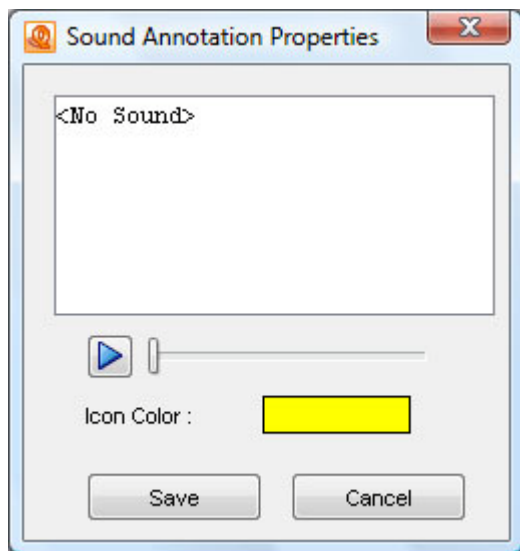 Sound Annotation Properties
<No Sound>
Icon Color :
Save
Cancel